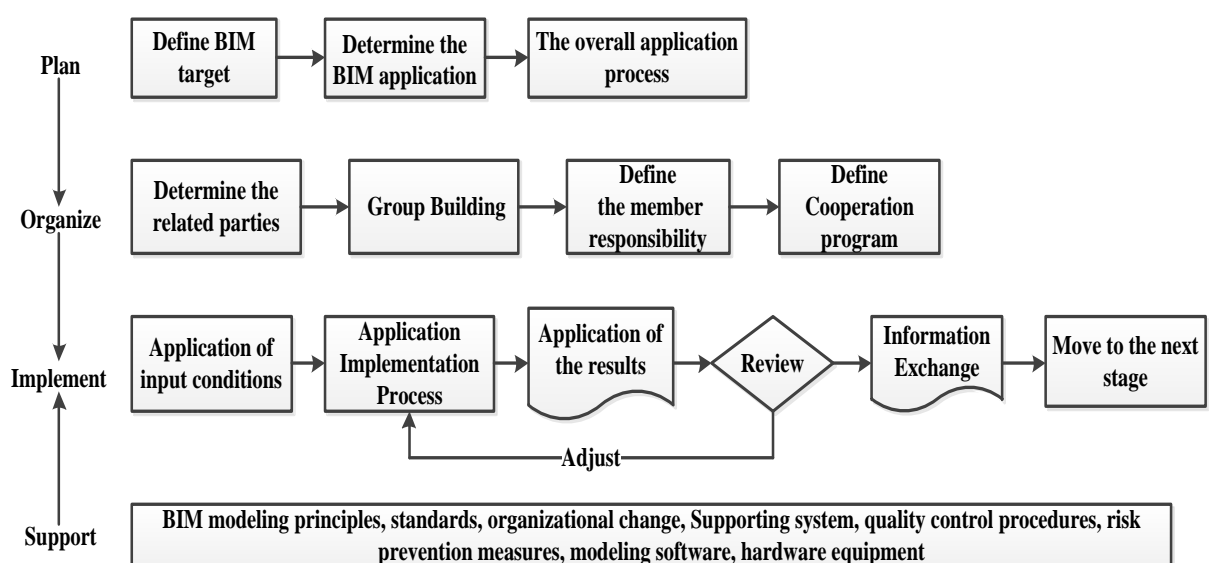 Plan
Define BIM
target
Determine the
BIM application
The overall application
process
Organize
Determine the
related parties
Group Building
Define
the member
responsibility
Define
Cooperation
program
Implement
Application of
input conditions
Application
Implementation
Process
Application of
the results
Review
Information
Exchange
Move to the next
stage
Adjust
Support
BIM modeling principles, standards, organizational change, Supporting system, quality control procedures, risk
prevention measures, modeling software, hardware equipment